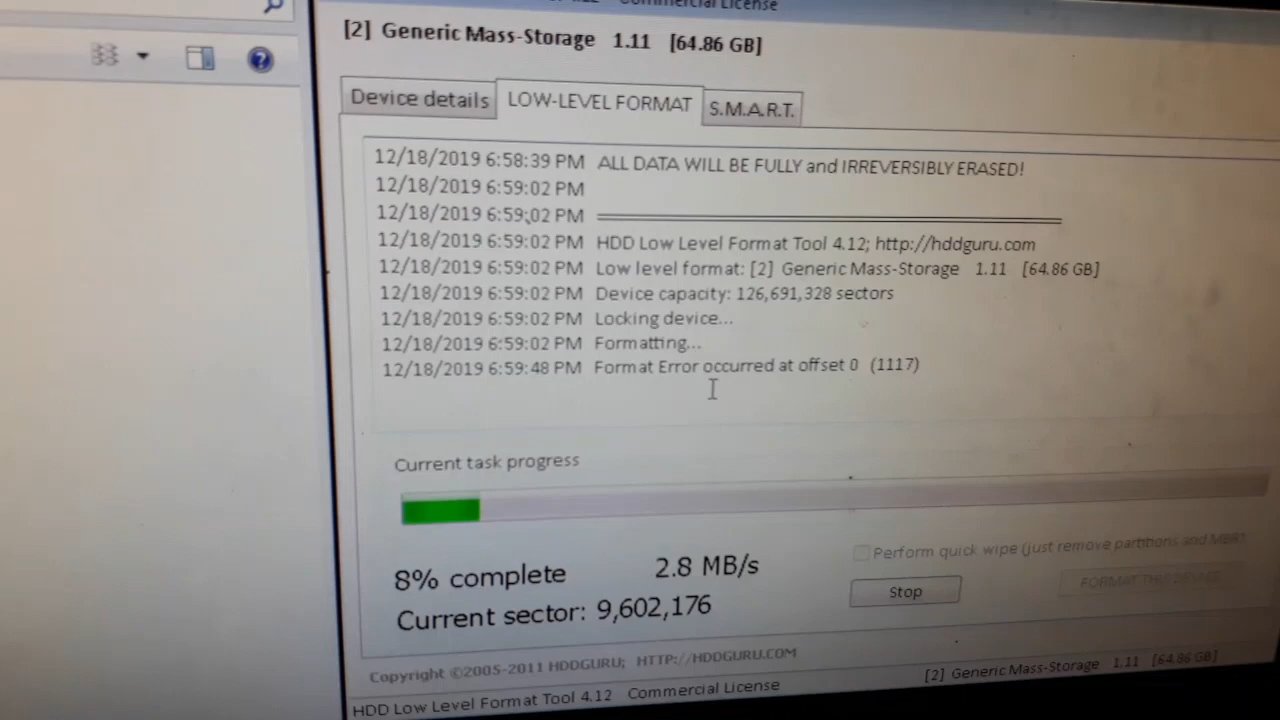 Commercial License
[2] Generic Mass-Storage 1.11 [64.86 GB]
Device details LOW-LEVEL FORMAT S.M.A.R.T.
12/18/2019 6:58:39 PM ALL DATA WILL BE FULLY and IRREVERSIBLY ERASED!
12/18/2019 6:59:02 PM
12/18/2019 6:59:02 PM
12/18/2019 6:59:02 PM HDD Low Level Format Tool 4.12; http://hddguru.com
12/18/2019 6:59:02 PM Low level format: [2] Generic Mass-Storage 1.11 [64.86 GB]
12/18/2019 6:59:02 PM Device capacity: 126,691,328 sectors
12/18/2019 6:59:02 PM Locking device...
12/18/2019 6:59:02 PM Formatting...
12/18/2019 6:59:48 PM Format Error occurred at offset 0 (1117)
Current task progress
8% complete 2.8 MB/s
Current sector: 9,602,176
Perform quick wipe (just remove partitions and MBR)
Stop FORMAT THIS DEVICE
Copyright ©2005-2011 HDDGURU; HTTP://HDDGURU.COM
HDD Low Level Format Tool 4.12 Commercial License [2] Generic Mass-Storage 1.11 [64.86 GB]